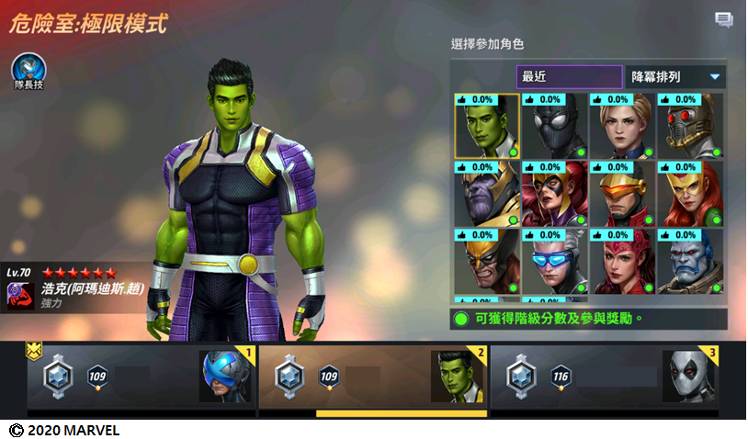 危險室:極限模式
隊長技
選擇參加角色
最近
降冪排列
0.0% 0.0% 0.0% 0.0%
0.0% 0.0% 0.0% 0.0%
0.0% 0.0% 0.0% 0.0%
Lv.70
浩克(阿瑪迪斯.趙)
強力
可獲得階級分數及參與獎勵。
1 2 3
109 109 116
© 2020 MARVEL